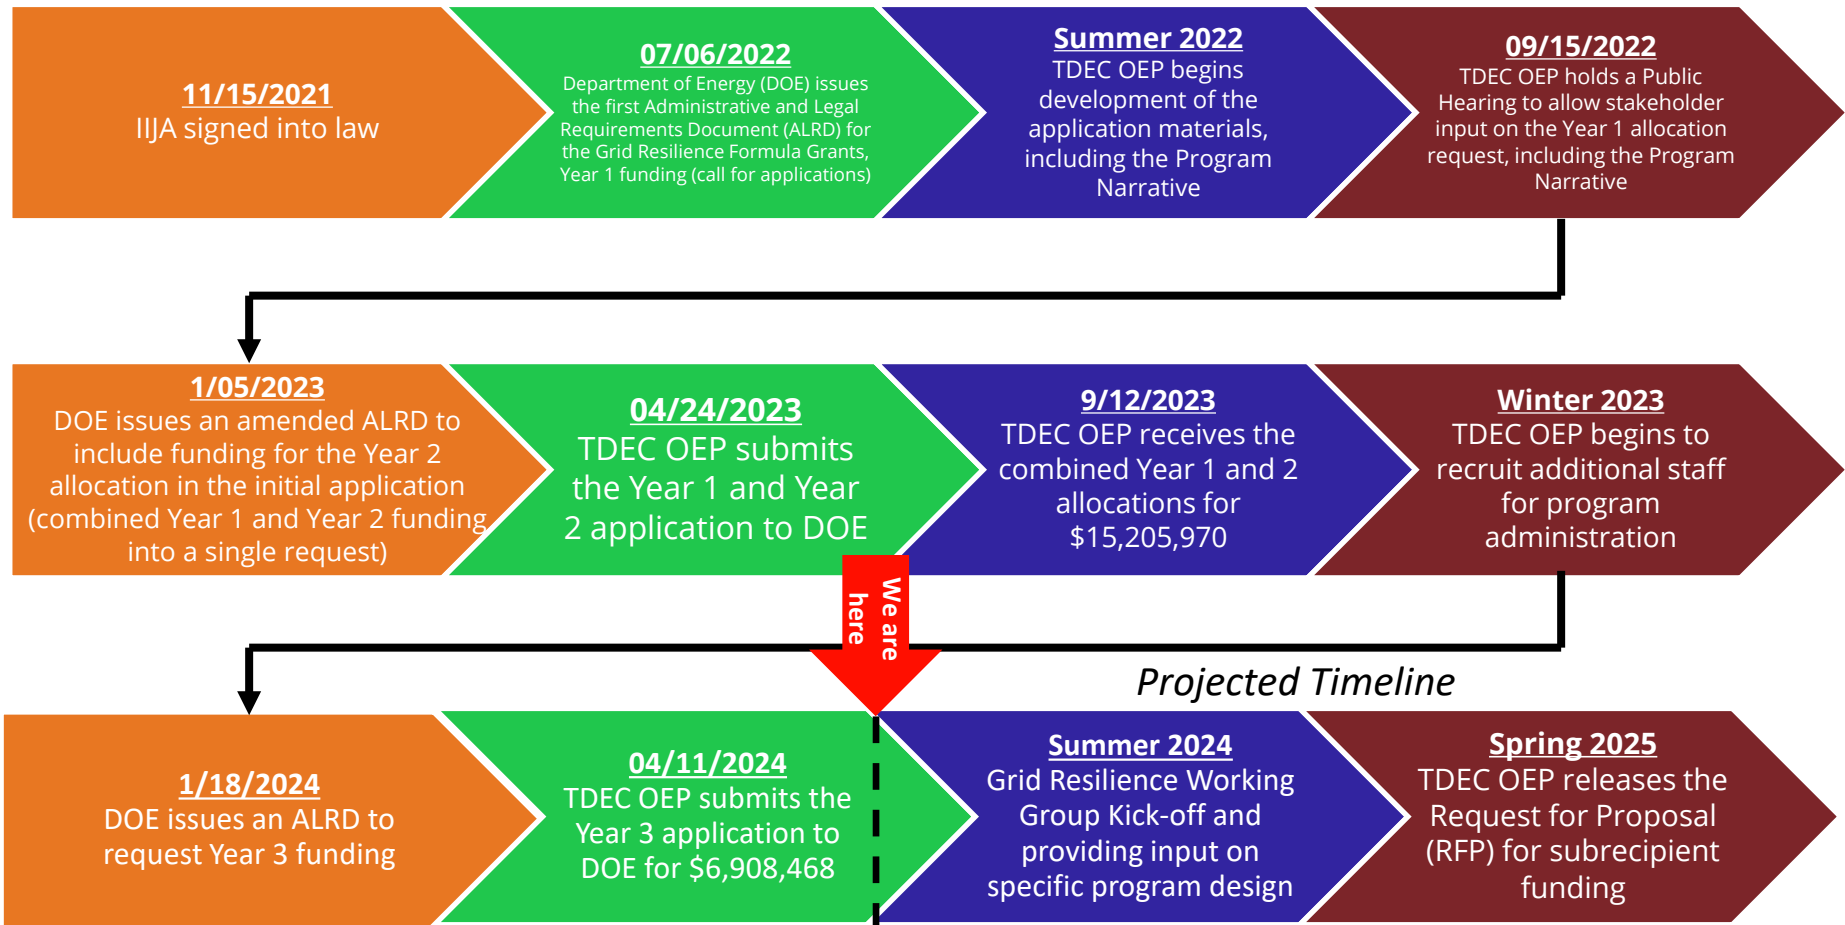 11/15/2021
IIJA signed into law
07/06/2022
Department of Energy (DOE) issues
the first Administrative and Legal
Requirements Document (ALRD) for
the Grid Resilience Formula Grants,
Year 1 funding (call for applications)
Summer 2022
TDEC OEP begins
development of the
application materials,
including the Program
Narrative
09/15/2022
TDEC OEP holds a Public
Hearing to allow stakeholder
input on the Year 1 allocation
request, including the Program
Narrative
1/05/2023
DOE issues an amended ALRD to
include funding for the Year 2
allocation in the initial application
(combined Year 1 and Year 2 funding
into a single request)
04/24/2023
TDEC OEP submits
the Year 1 and Year
2 application to DOE
9/12/2023
TDEC OEP receives the
combined Year 1 and 2
allocations for
$15,205,970
Winter 2023
TDEC OEP begins to
recruit additional staff
for program
administration
We are
here
Projected Timeline
1/18/2024
DOE issues an ALRD to
request Year 3 funding
04/11/2024
TDEC OEP submits the
Year 3 application to
DOE for $6,908,468
Summer 2024
Grid Resilience Working
Group Kick-off and
providing input on
specific program design
Spring 2025
TDEC OEP releases the
Request for Proposal
(RFP) for subrecipient
funding